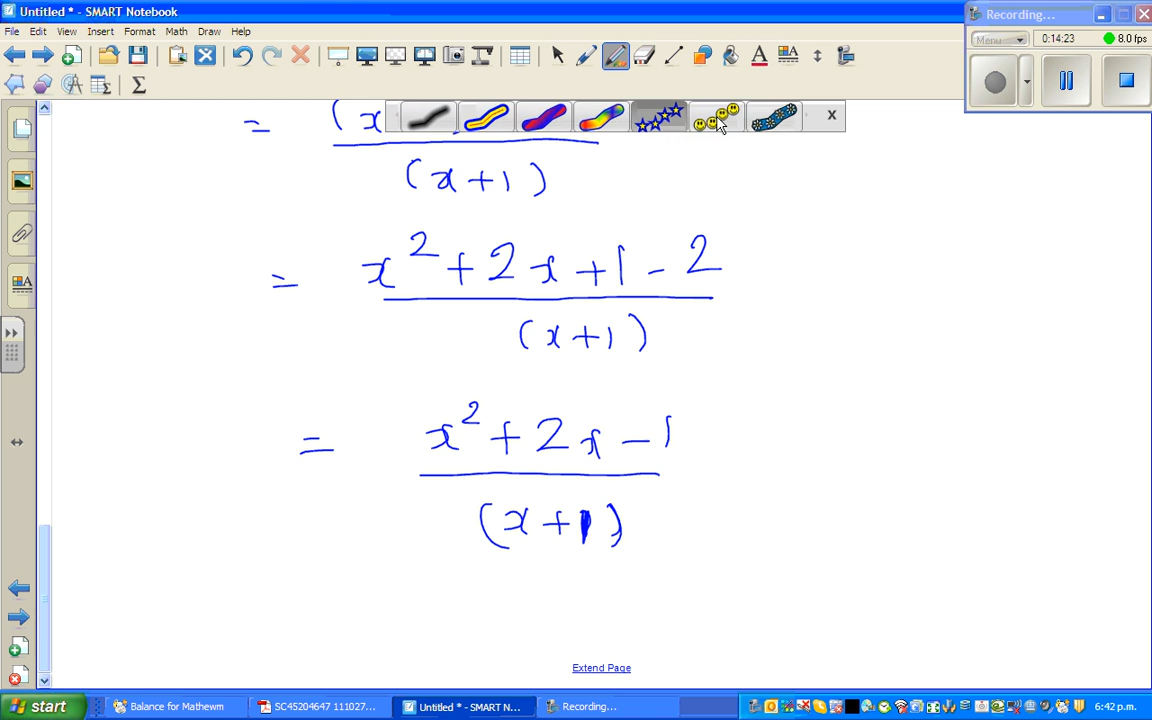 Untitled * - SMART Notebook
File Edit View Insert Format Math Draw Help
Recording...
Menu 0:14:23 8.0 fps
= (x
(x+1)
= x² + 2x + 1 - 2
(x+1)
= x² + 2x - 1
(x+1)
Extend Page
start Balance for Mathewm SC45204647 111027... Untitled * - SMART N... Recording... 6:42 p.m.